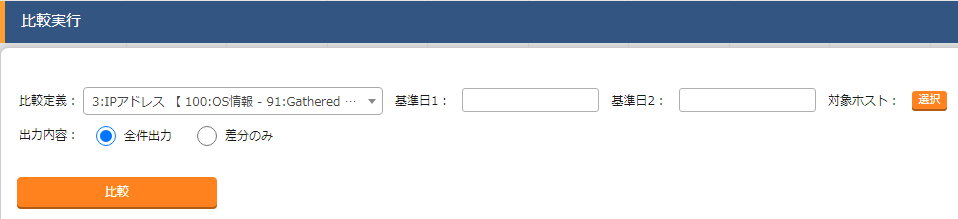 比較実行
比較定義： 3:IPアドレス 【 100:OS情報 - 91:Gathered … 基準日1： 基準日2： 対象ホスト： 選択
出力内容： 全件出力 差分のみ
比較